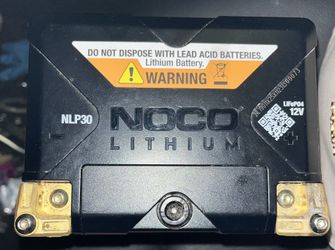 DO NOT DISPOSE WITH LEAD ACID BATTERIES.
Lithium Battery.
WARNING
NLP30
NOCO
LITHIUM
LiFePO4
12V
-
+